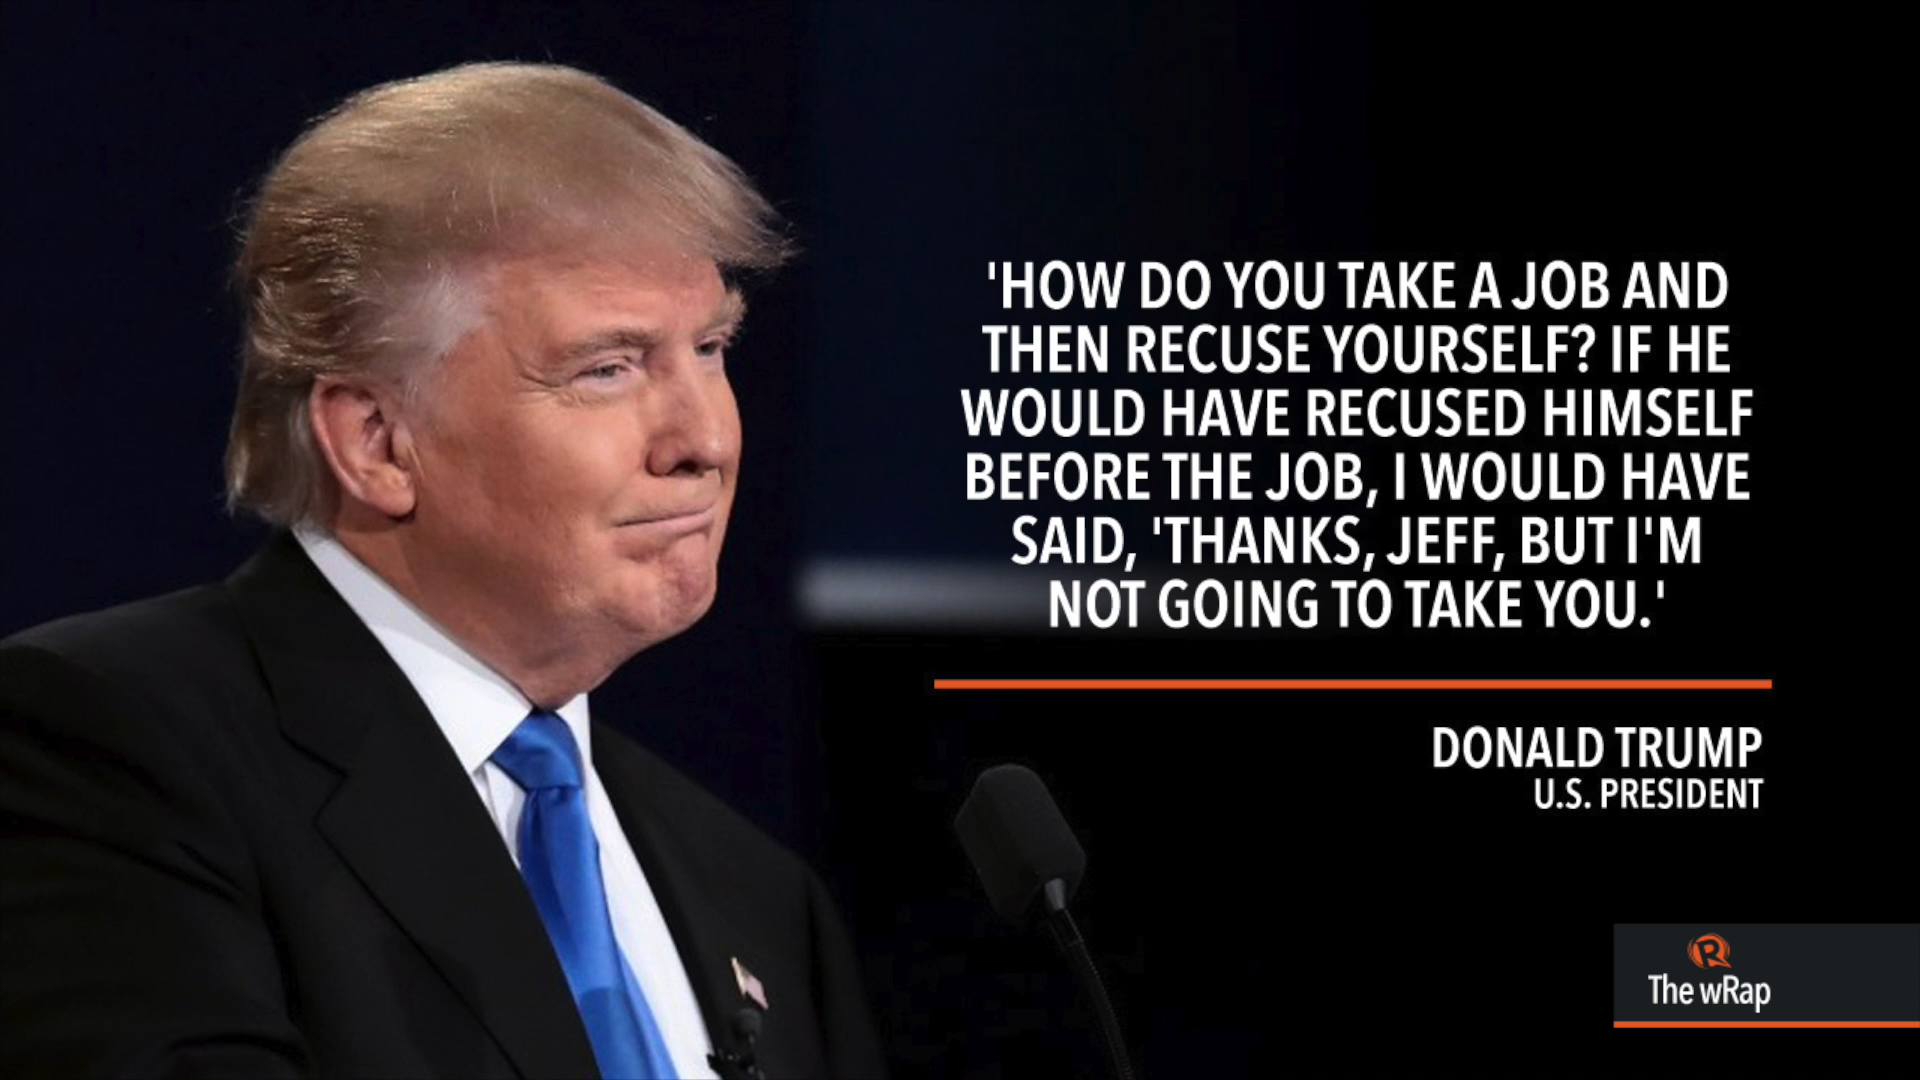 'HOW DO YOU TAKE A JOB AND
THEN RECUSE YOURSELF? IF HE
WOULD HAVE RECUSED HIMSELF
BEFORE THE JOB, I WOULD HAVE
SAID, 'THANKS, JEFF, BUT I'M
NOT GOING TO TAKE YOU.'
DONALD TRUMP
U.S. PRESIDENT
R
The wRap